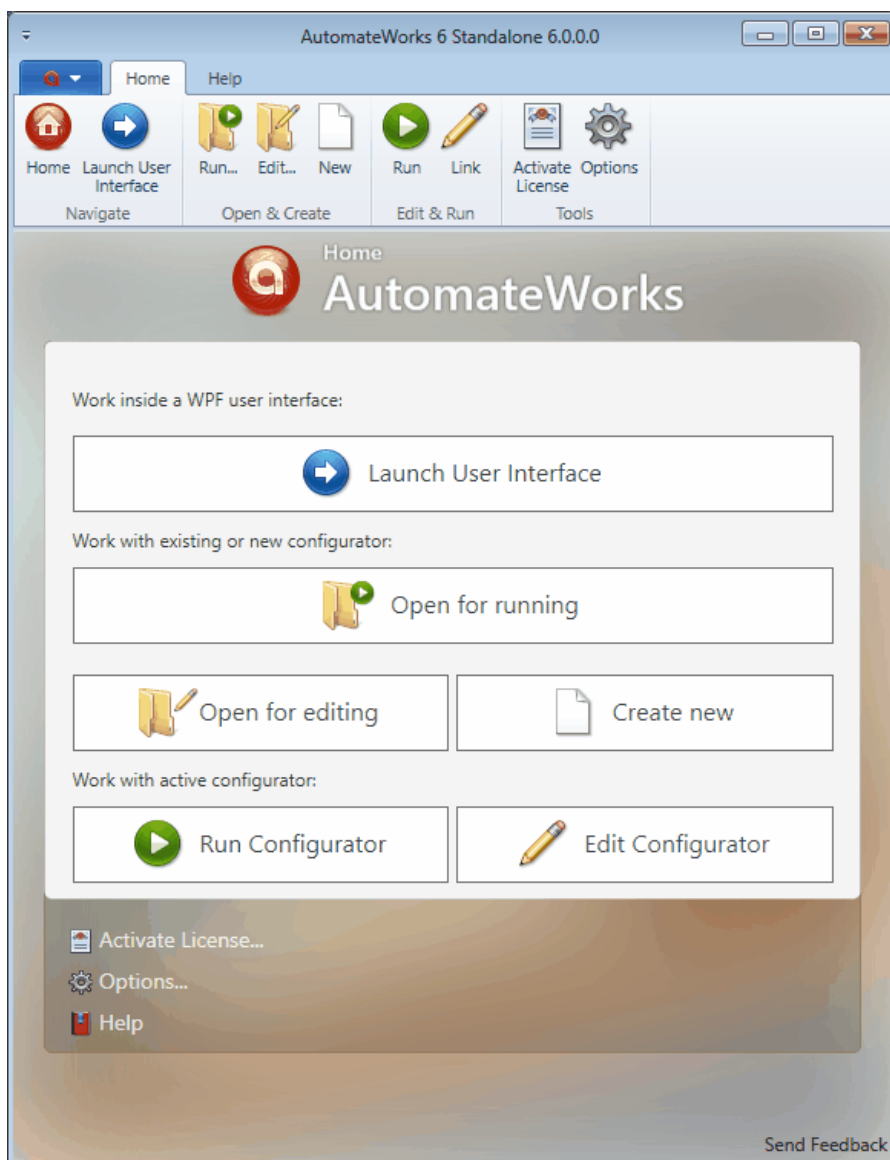 AutomateWorks 6 Standalone 6.0.0.0
Home Help
Home Launch User Interface Run... Edit... New Run Link Activate License Options
Navigate Open & Create Edit & Run Tools
Home
AutomateWorks
Work inside a WPF user interface:
Launch User Interface
Work with existing or new configurator:
Open for running
Open for editing Create new
Work with active configurator:
Run Configurator Edit Configurator
Activate License...
Options...
Help
Send Feedback